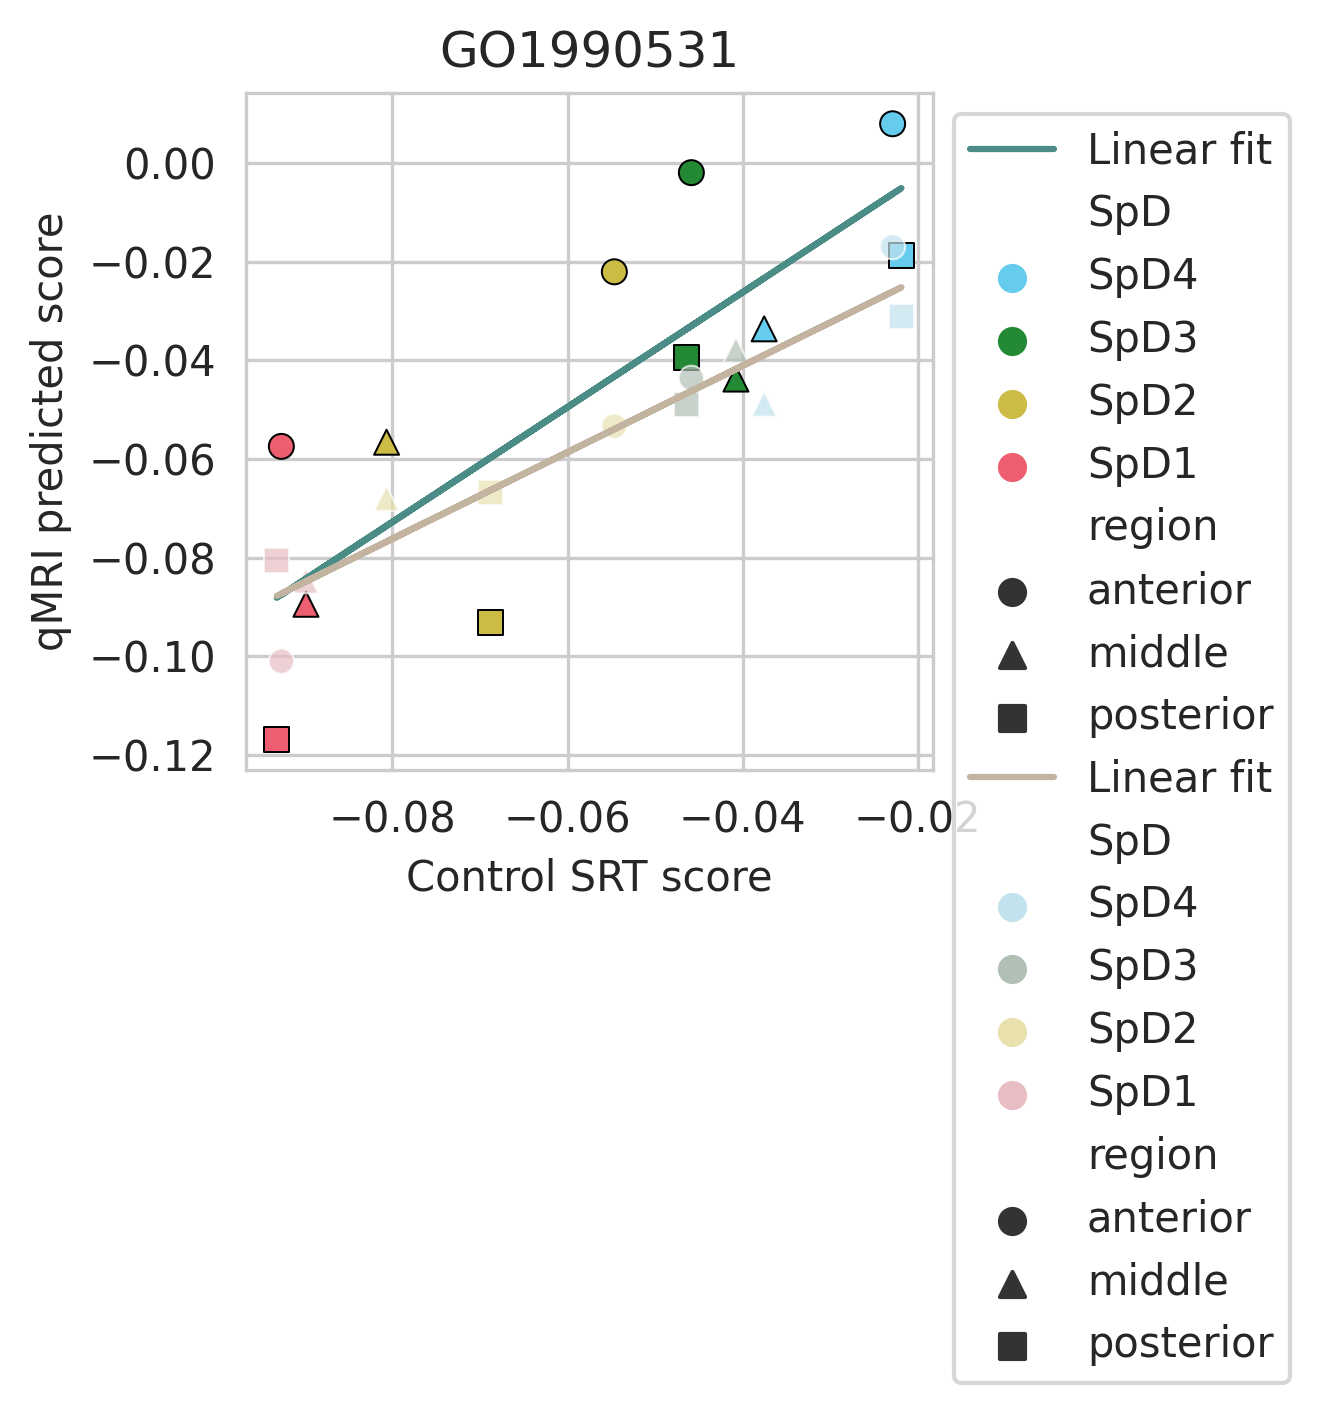 GO1990531
0.00
−0.02
−0.04
−0.06
−0.08
−0.10
−0.12
qMRI predicted score
−0.08
−0.06
−0.04
−0.02
Control SRT score
Linear fit
SpD
SpD4
SpD3
SpD2
SpD1
region
anterior
middle
posterior
Linear fit
SpD
SpD4
SpD3
SpD2
SpD1
region
anterior
middle
posterior